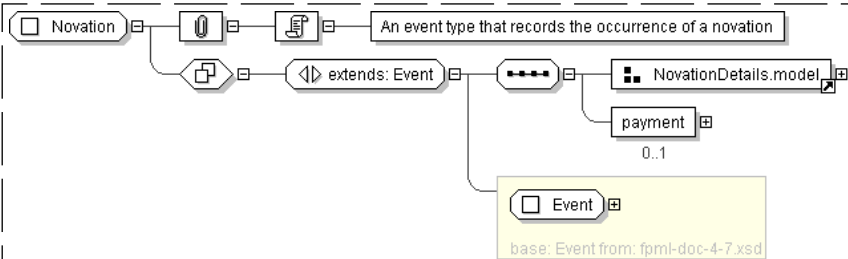 Novation
An event type that records the occurrence of a novation
extends: Event
NovationDetails.model
payment
0..1
Event
base: Event from: fpml-doc-4-7.xsd